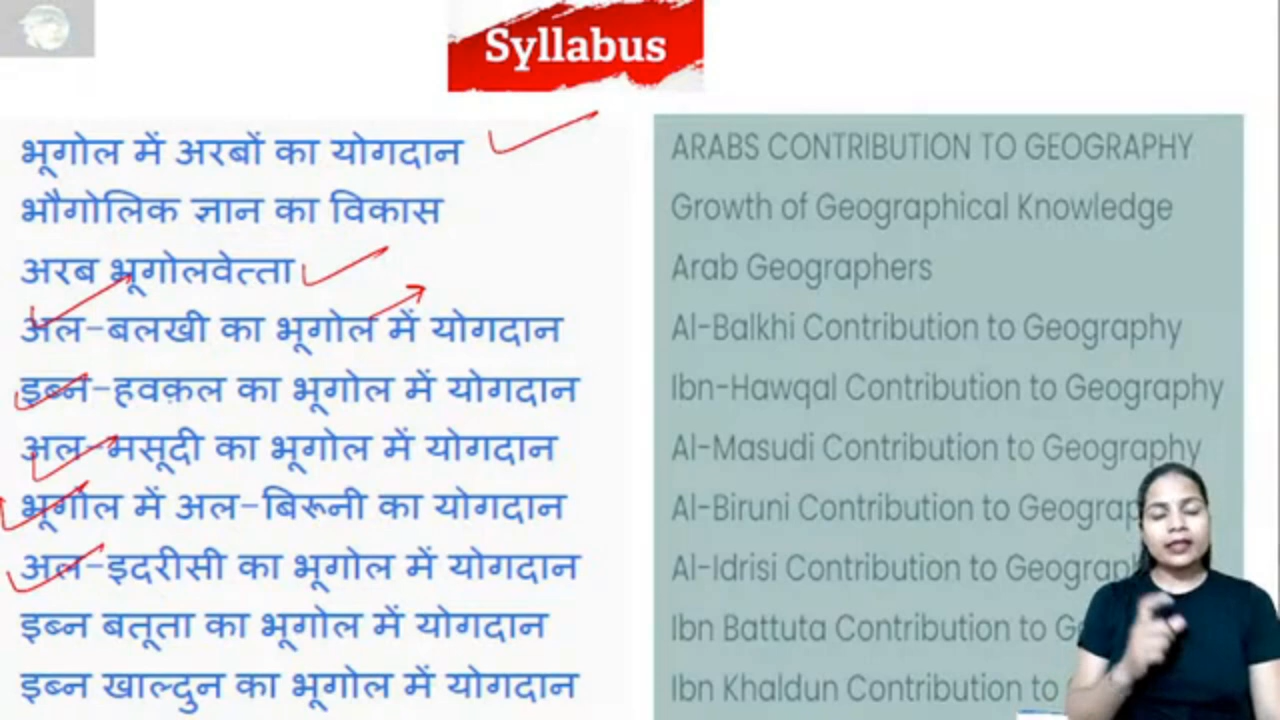 Syllabus
भूगोल में अरबों का योगदान
भौगोलिक ज्ञान का विकास
अरब भूगोलवेत्ता
अल-बलखी का भूगोल में योगदान
इब्न-हवक़ल का भूगोल में योगदान
अल-मसूदी का भूगोल में योगदान
भूगोल में अल-बिरूनी का योगदान
अल-इदरीसी का भूगोल में योगदान
इब्न बतूता का भूगोल में योगदान
इब्न खाल्दुन का भूगोल में योगदान
ARABS CONTRIBUTION TO GEOGRAPHY
Growth of Geographical Knowledge
Arab Geographers
Al-Balkhi Contribution to Geography
Ibn-Hawqal Contribution to Geography
Al-Masudi Contribution to Geography
Al-Biruni Contribution to Geograp
Al-Idrisi Contribution to Geograp
Ibn Battuta Contribution to G
Ibn Khaldun Contribution to